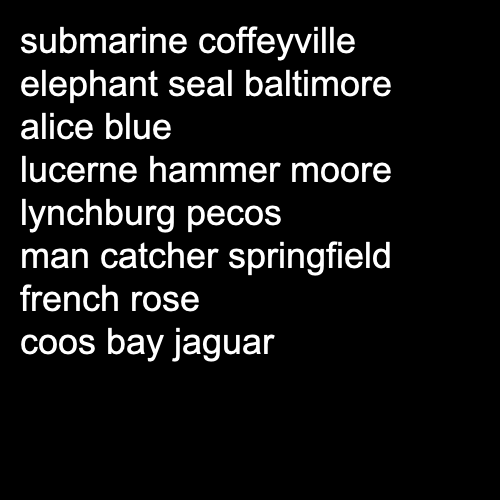 submarine coffeyville
elephant seal baltimore
alice blue
lucerne hammer moore
lynchburg pecos
man catcher springfield
french rose
coos bay jaguar